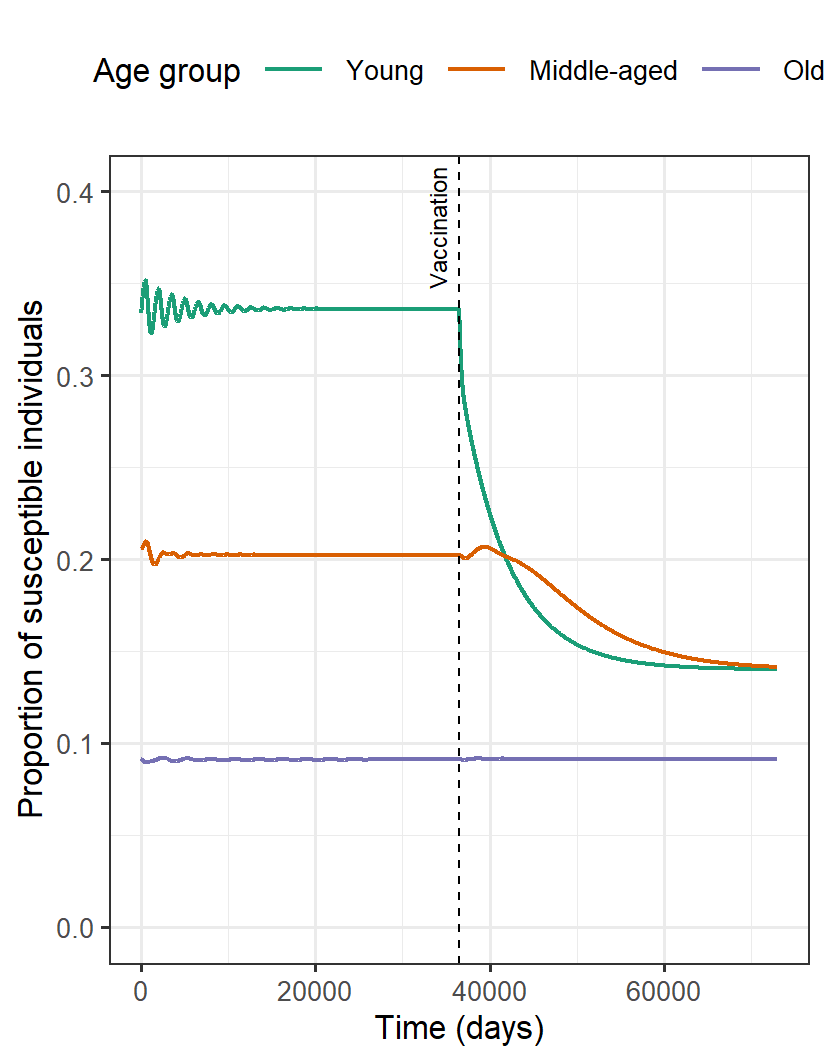 Age group Young Middle-aged Old
Vaccination
Proportion of susceptible individuals
0.4
0.3
0.2
0.1
0.0
0 20000 40000 60000
Time (days)